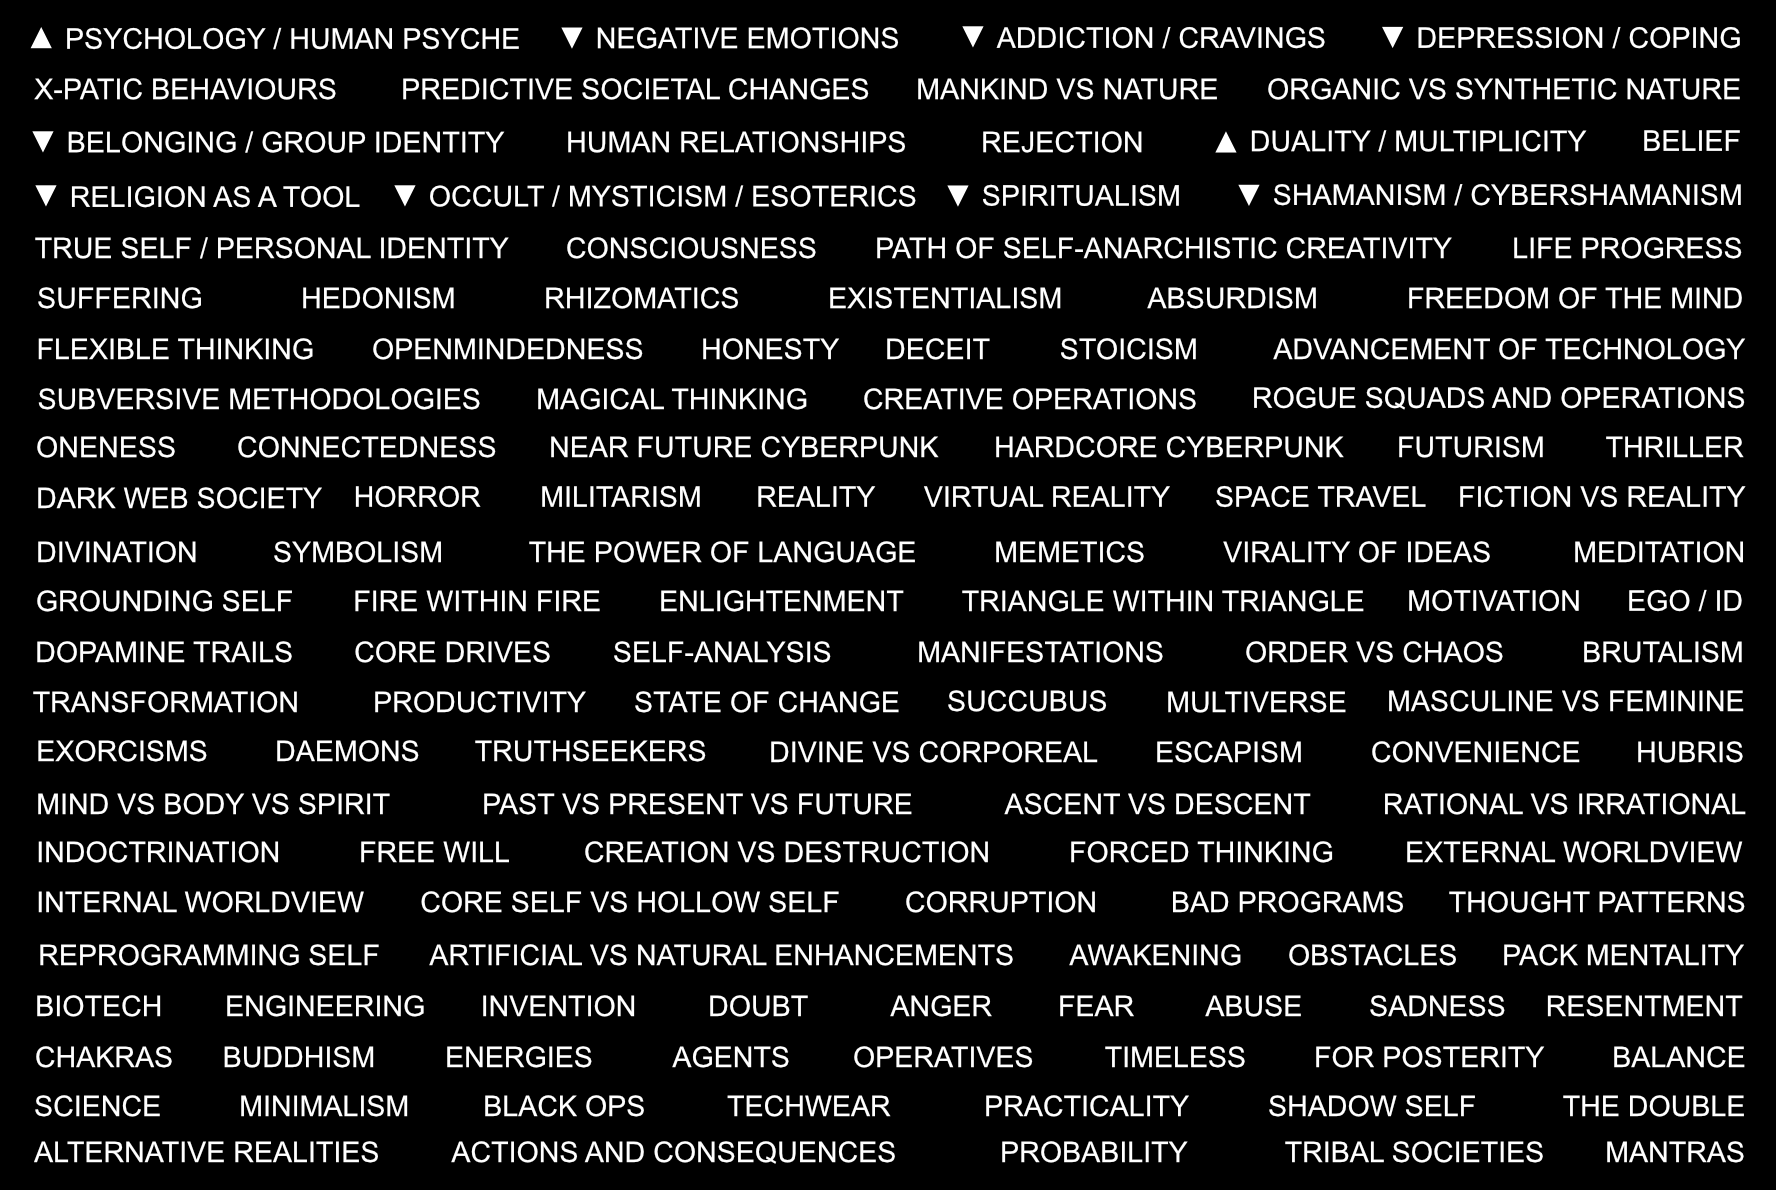 ▲ PSYCHOLOGY / HUMAN PSYCHE ▼ NEGATIVE EMOTIONS ▼ ADDICTION / CRAVINGS ▼ DEPRESSION / COPING
X-PATIC BEHAVIOURS PREDICTIVE SOCIETAL CHANGES MANKIND VS NATURE ORGANIC VS SYNTHETIC NATURE
▼ BELONGING / GROUP IDENTITY HUMAN RELATIONSHIPS REJECTION ▲ DUALITY / MULTIPLICITY BELIEF
▼ RELIGION AS A TOOL ▼ OCCULT / MYSTICISM / ESOTERICS ▼ SPIRITUALISM ▼ SHAMANISM / CYBERSHAMANISM
TRUE SELF / PERSONAL IDENTITY CONSCIOUSNESS PATH OF SELF-ANARCHISTIC CREATIVITY LIFE PROGRESS
SUFFERING HEDONISM RHIZOMATICS EXISTENTIALISM ABSURDISM FREEDOM OF THE MIND
FLEXIBLE THINKING OPENMINDEDNESS HONESTY DECEIT STOICISM ADVANCEMENT OF TECHNOLOGY
SUBVERSIVE METHODOLOGIES MAGICAL THINKING CREATIVE OPERATIONS ROGUE SQUADS AND OPERATIONS
ONENESS CONNECTEDNESS NEAR FUTURE CYBERPUNK HARDCORE CYBERPUNK FUTURISM THRILLER
DARK WEB SOCIETY HORROR MILITARISM REALITY VIRTUAL REALITY SPACE TRAVEL FICTION VS REALITY
DIVINATION SYMBOLISM THE POWER OF LANGUAGE MEMETICS VIRALITY OF IDEAS MEDITATION
GROUNDING SELF FIRE WITHIN FIRE ENLIGHTENMENT TRIANGLE WITHIN TRIANGLE MOTIVATION EGO / ID
DOPAMINE TRAILS CORE DRIVES SELF-ANALYSIS MANIFESTATIONS ORDER VS CHAOS BRUTALISM
TRANSFORMATION PRODUCTIVITY STATE OF CHANGE SUCCUBUS MULTIVERSE MASCULINE VS FEMININE
EXORCISMS DAEMONS TRUTHSEEKERS DIVINE VS CORPOREAL ESCAPISM CONVENIENCE HUBRIS
MIND VS BODY VS SPIRIT PAST VS PRESENT VS FUTURE ASCENT VS DESCENT RATIONAL VS IRRATIONAL
INDOCTRINATION FREE WILL CREATION VS DESTRUCTION FORCED THINKING EXTERNAL WORLDVIEW
INTERNAL WORLDVIEW CORE SELF VS HOLLOW SELF CORRUPTION BAD PROGRAMS THOUGHT PATTERNS
REPROGRAMMING SELF ARTIFICIAL VS NATURAL ENHANCEMENTS AWAKENING OBSTACLES PACK MENTALITY
BIOTECH ENGINEERING INVENTION DOUBT ANGER FEAR ABUSE SADNESS RESENTMENT
CHAKRAS BUDDHISM ENERGIES AGENTS OPERATIVES TIMELESS FOR POSTERITY BALANCE
SCIENCE MINIMALISM BLACK OPS TECHWEAR PRACTICALITY SHADOW SELF THE DOUBLE
ALTERNATIVE REALITIES ACTIONS AND CONSEQUENCES PROBABILITY TRIBAL SOCIETIES MANTRAS